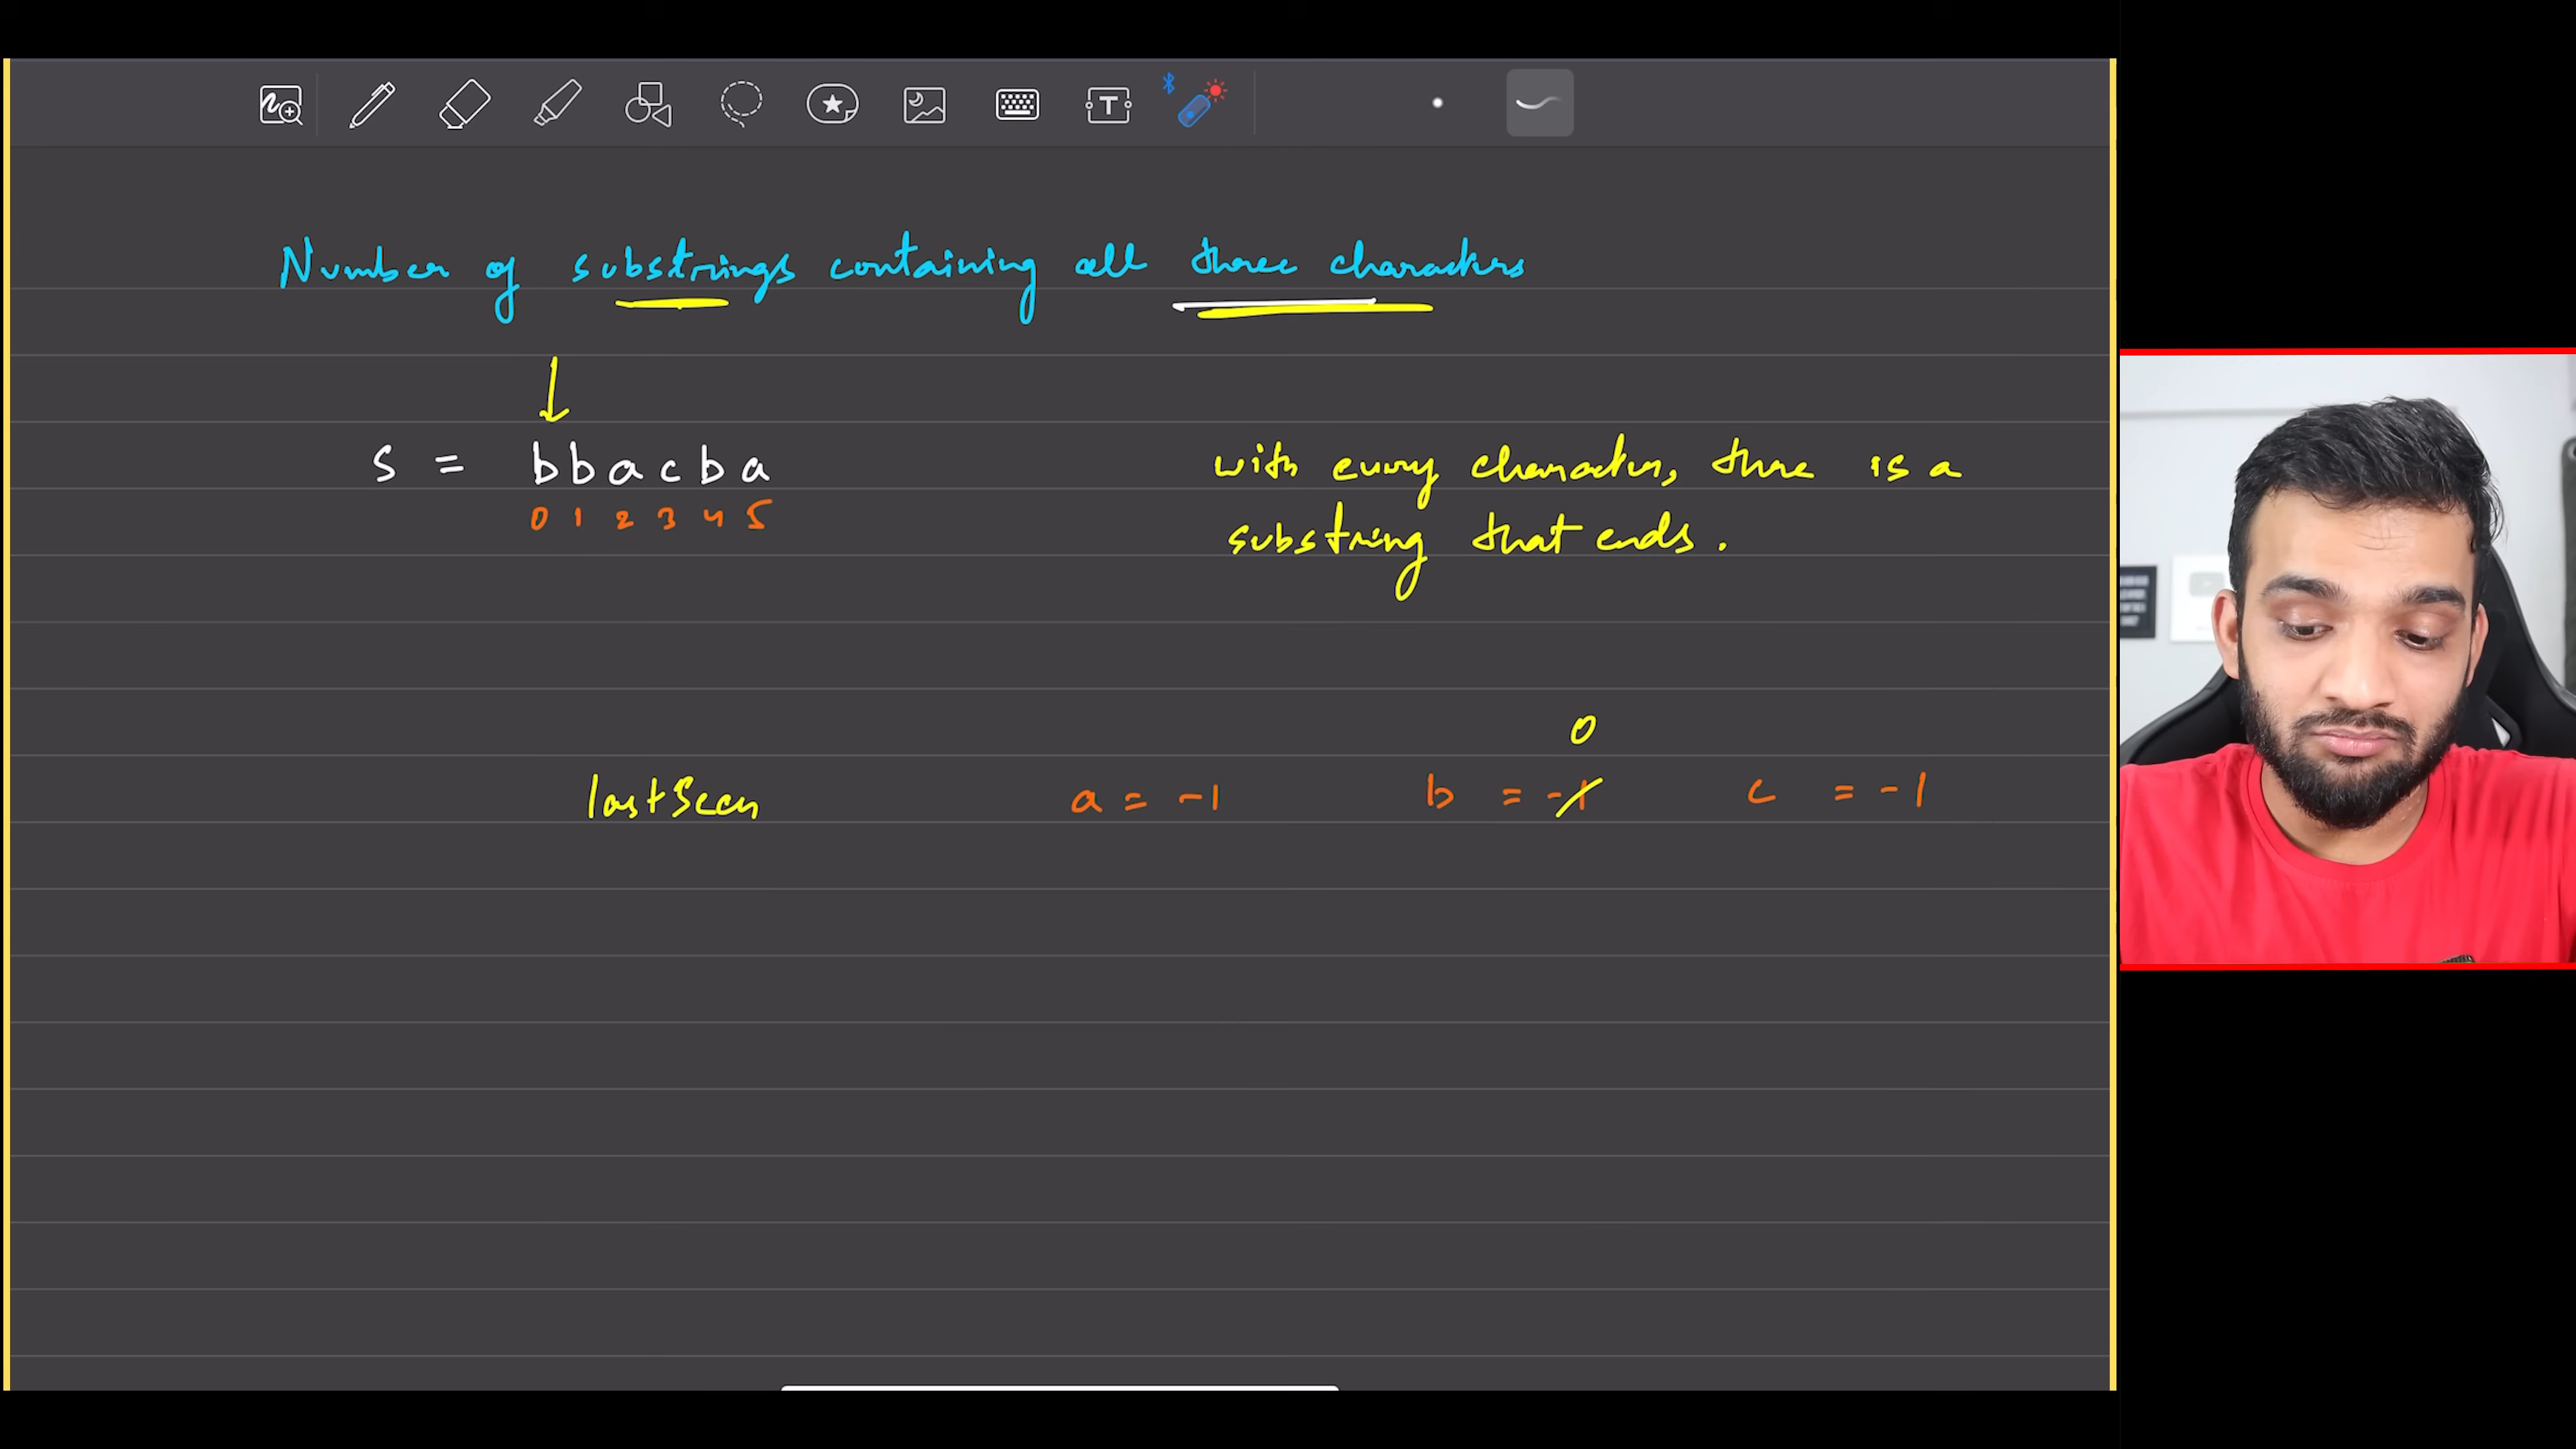 Number of substrings containing all three characters
s = bbacba
0 1 2 3 4 5
with every character, there is a
substring that ends.
0
lastSeen a = -1 b = -1 c = -1